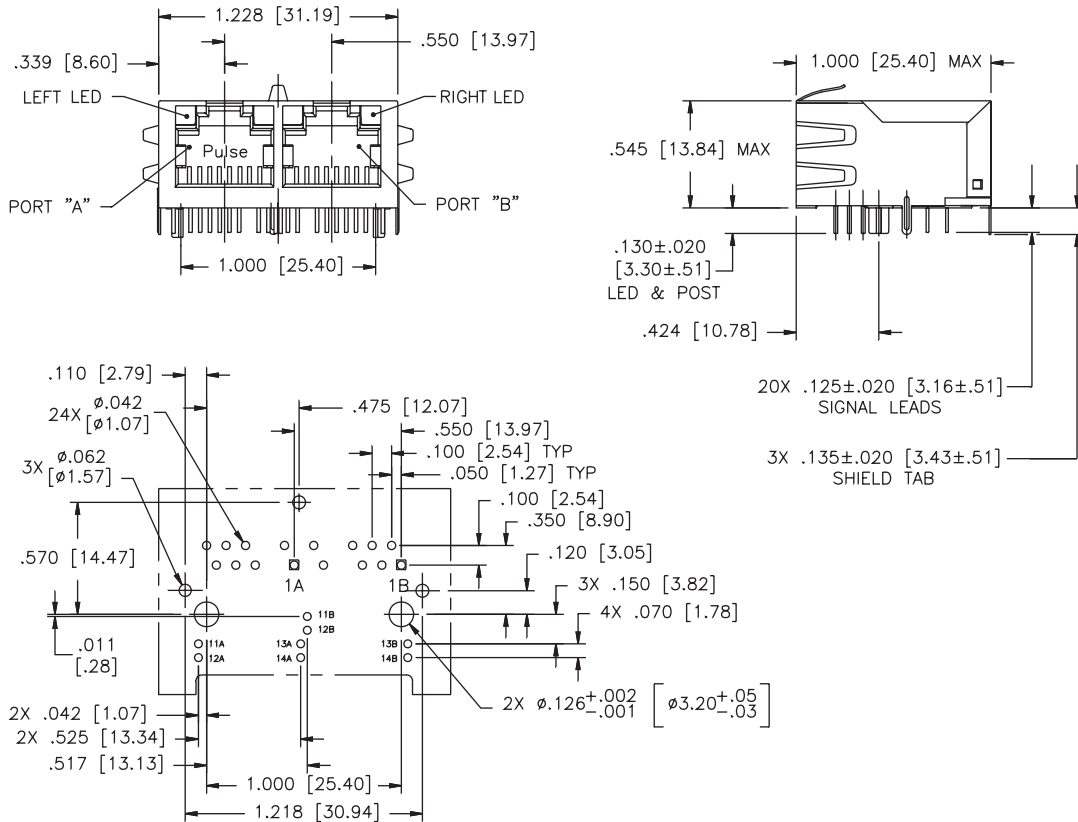 1.228 [31.19]
.550 [13.97]
.339 [8.60]
LEFT LED
RIGHT LED
Pulse
PORT "A"
PORT "B"
1.000 [25.40]
1.000 [25.40] MAX
.545 [13.84] MAX
.130±.020
[3.30±.51]
LED & POST
.424 [10.78]
20X .125±.020 [3.16±.51]
SIGNAL LEADS
3X .135±.020 [3.43±.51]
SHIELD TAB
.110 [2.79]
24X ø.042
[ø1.07]
3X ø.062
[ø1.57]
.475 [12.07]
.550 [13.97]
.100 [2.54] TYP
.050 [1.27] TYP
.100 [2.54]
.350 [8.90]
.120 [3.05]
3X .150 [3.82]
4X .070 [1.78]
.570 [14.47]
1A
1B
11B
12B
11A
13A
13B
12A
14A
14B
.011
[.28]
2X ø.126+.002 -.001 [ø3.20+.05 -.03]
2X .042 [1.07]
2X .525 [13.34]
.517 [13.13]
1.000 [25.40]
1.218 [30.94]